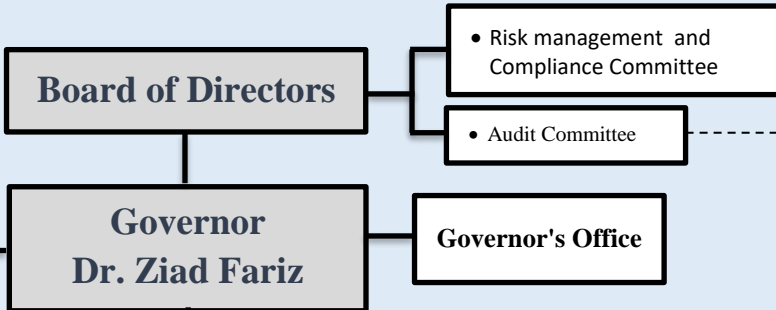 • Risk management and
Compliance Committee
Board of Directors
• Audit Committee
Governor
Dr. Ziad Fariz
Governor's Office